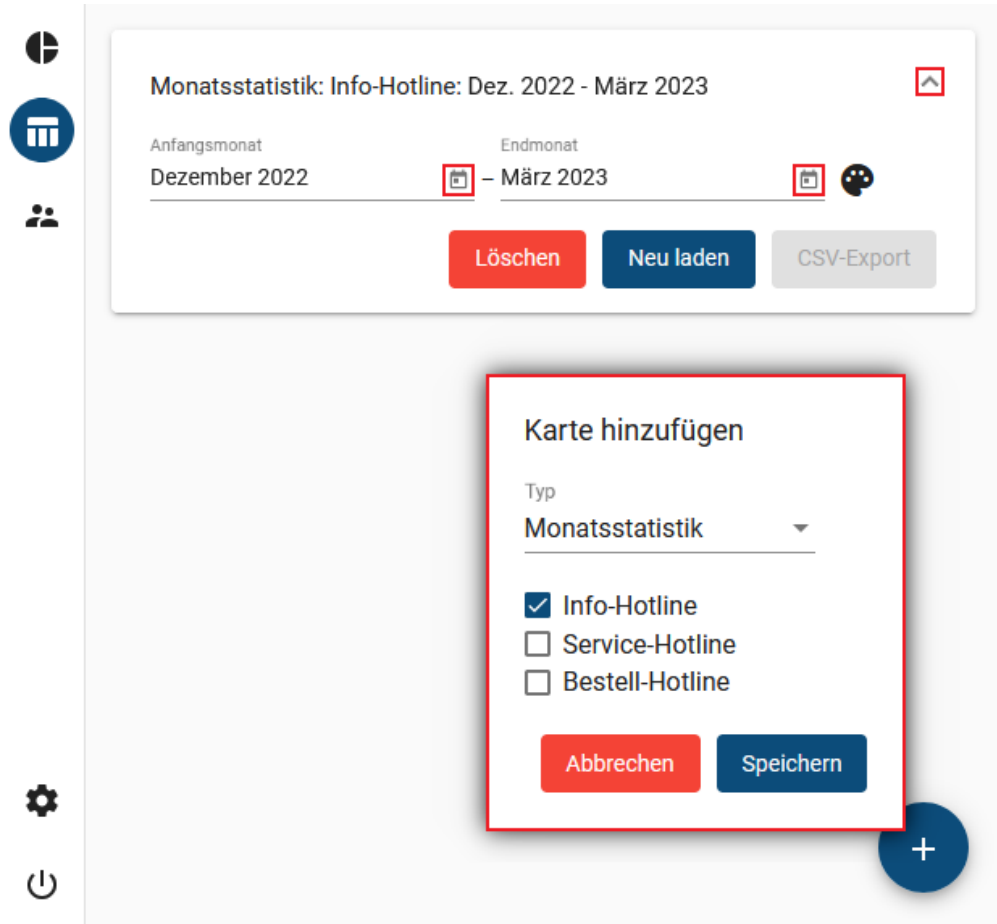 Monatsstatistik: Info-Hotline: Dez. 2022 - März 2023
Anfangsmonat
Endmonat
Dezember 2022 – März 2023
Löschen
Neu laden
CSV-Export
Karte hinzufügen
Typ
Monatsstatistik
Info-Hotline
Service-Hotline
Bestell-Hotline
Abbrechen
Speichern